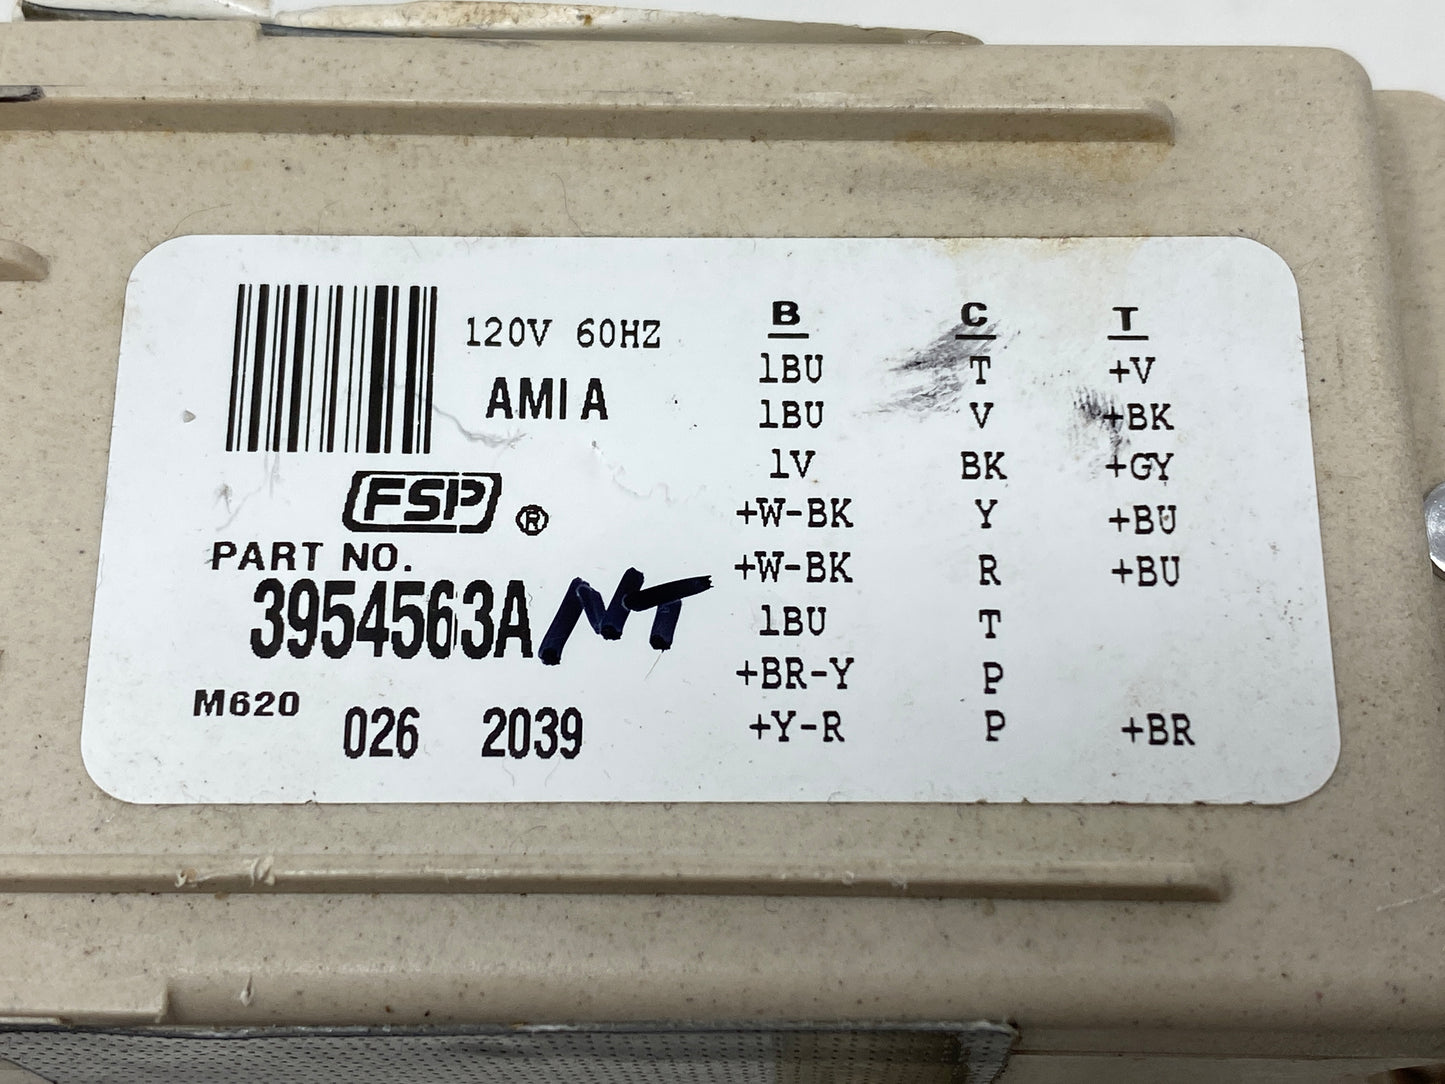 120V 60HZ
AMI A
FSP ®
PART NO.
3954563A NT
M620 026 2039
B C T
1BU T +V
1BU V +BK
1V BK +GY
+W-BK Y +BU
+W-BK R +BU
1BU T
+BR-Y P
+Y-R P +BR